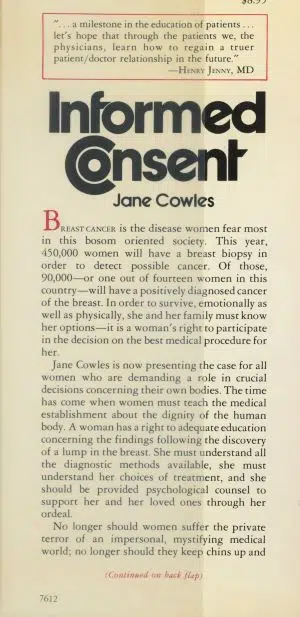 $8.95
". . . a milestone in the education of patients . . .
let's hope that through the patients we, the
physicians, learn how to regain a truer
patient/doctor relationship in the future."
—HENRY JENNY, MD
Informed
Consent
Jane Cowles
BREAST CANCER is the disease women fear most
in this bosom oriented society. This year,
450,000 women will have a breast biopsy in
order to detect possible cancer. Of those,
90,000—or one out of fourteen women in this
country—will have a positively diagnosed cancer
of the breast. In order to survive, emotionally as
well as physically, she and her family must know
her options—it is a woman's right to participate
in the decision on the best medical procedure for
her.
Jane Cowles is now presenting the case for all
women who are demanding a role in crucial
decisions concerning their own bodies. The time
has come when women must teach the medical
establishment about the dignity of the human
body. A woman has a right to adequate education
concerning the findings following the discovery
of a lump in the breast. She must understand all
the diagnostic methods available, she must
understand her choices of treatment, and she
should be provided psychological counsel to
support her and her loved ones through her
ordeal.
No longer should women suffer the private
terror of an impersonal, mystifying medical
world; no longer should they keep chins up and
(Continued on back flap)
7612